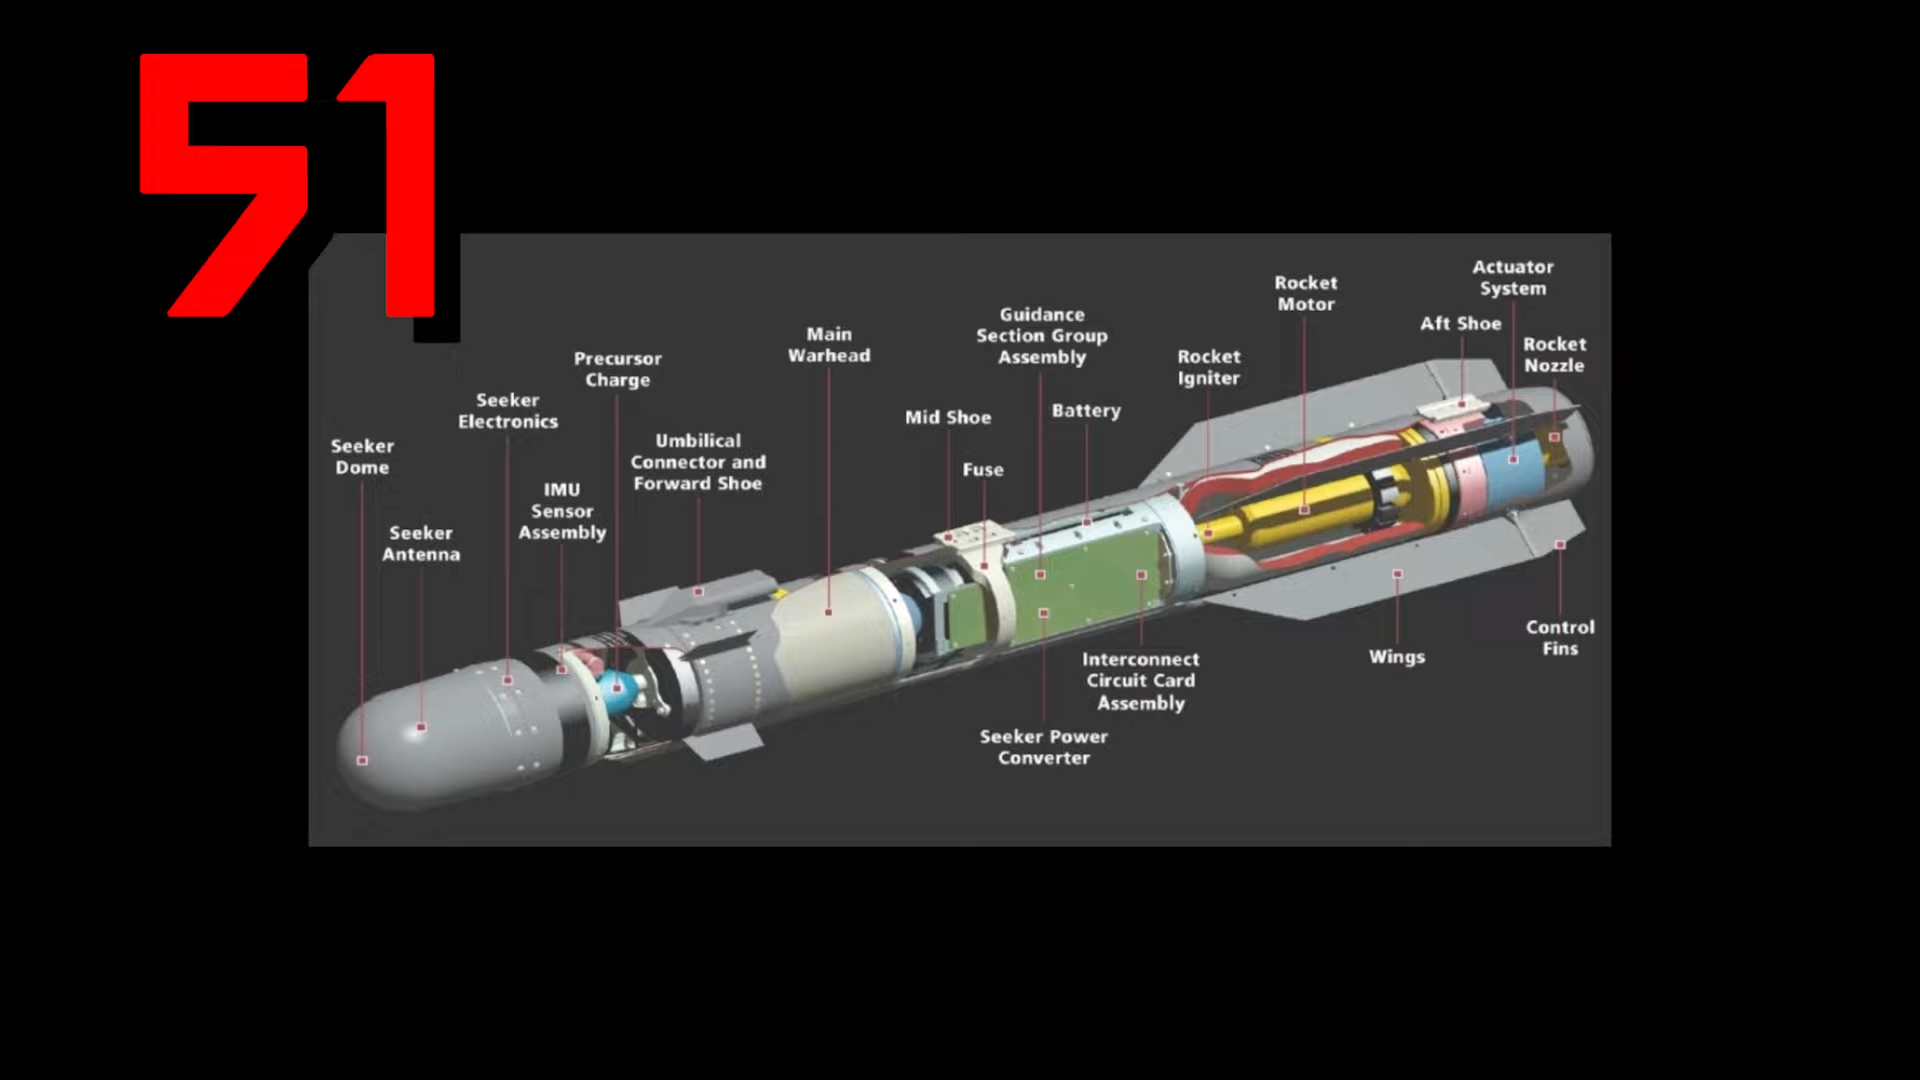 51
Actuator
System
Rocket
Motor
Guidance
Section Group
Assembly
Aft Shoe
Main
Warhead
Rocket
Nozzle
Precursor
Charge
Rocket
Igniter
Seeker
Electronics
Mid Shoe
Battery
Seeker
Dome
Umbilical
Connector and
Forward Shoe
Fuse
IMU
Sensor
Assembly
Seeker
Antenna
Control
Fins
Wings
Interconnect
Circuit Card
Assembly
Seeker Power
Converter